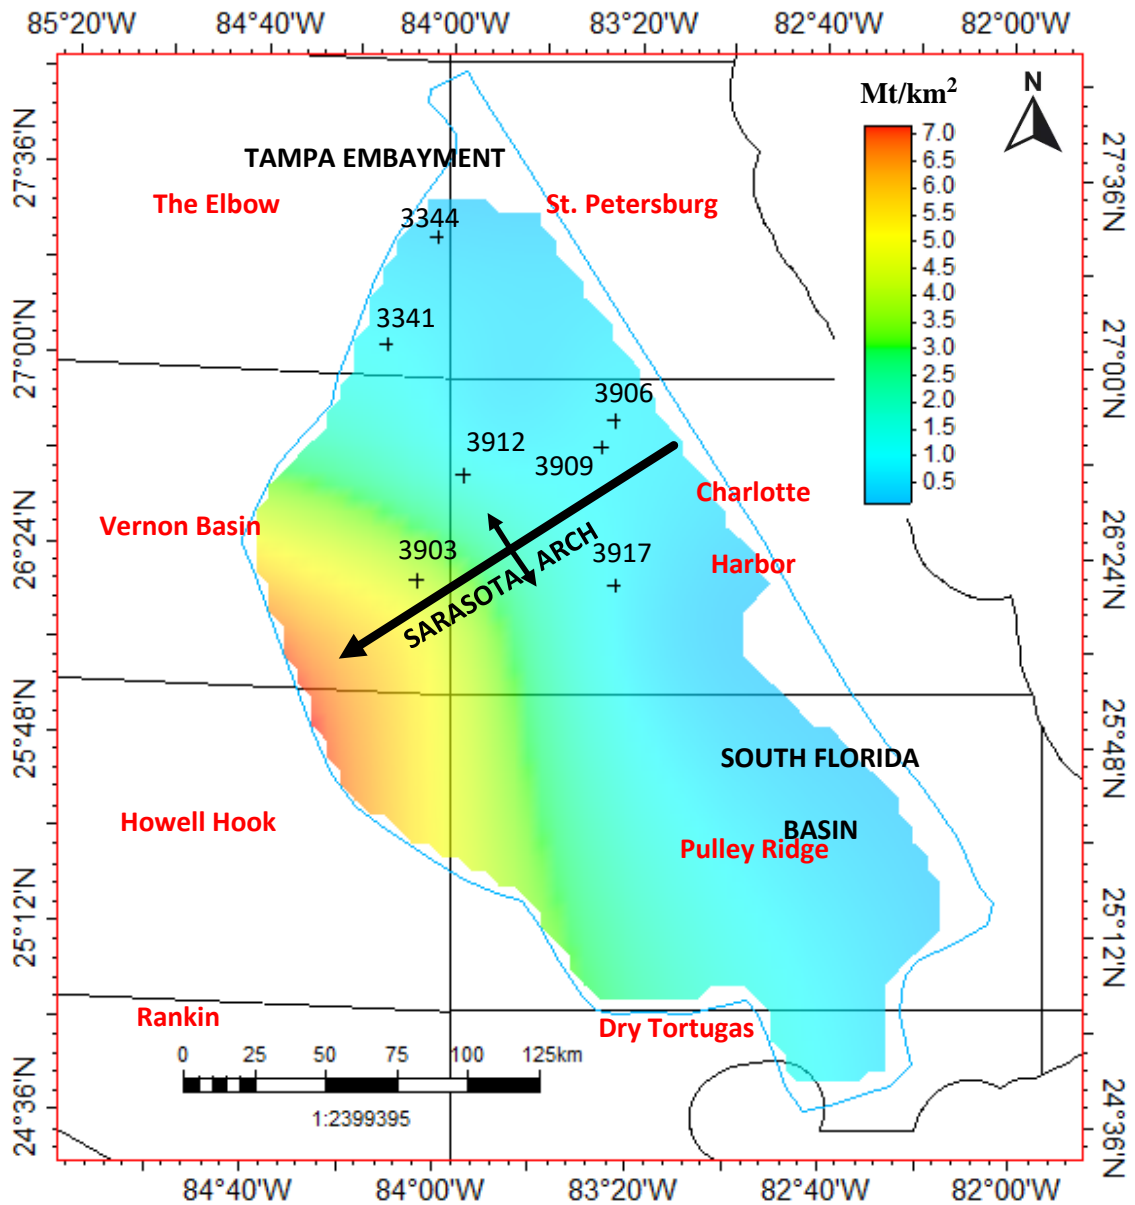 85°20'W 84°40'W 84°00'W 83°20'W 82°40'W 82°00'W
Mt/km²
N
7.0
6.5
6.0
5.5
5.0
4.5
4.0
3.5
3.0
2.5
2.0
1.5
1.0
0.5
27°36'N
27°00'N
26°24'N
25°48'N
25°12'N
24°36'N
27°36'N
27°00'N
26°24'N
25°48'N
25°12'N
24°36'N
TAMPA EMBAYMENT
The Elbow
St. Petersburg
3344
3341
3906
3912
3909
Charlotte
Harbor
Vernon Basin
3903
3917
SARASOTA ARCH
SOUTH FLORIDA
BASIN
Howell Hook
Pulley Ridge
Rankin
Dry Tortugas
0 25 50 75 100 125km
1:2399395
84°40'W 84°00'W 83°20'W 82°40'W 82°00'W